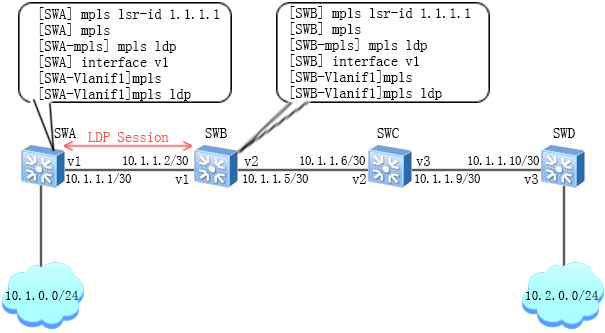 [SWA] mpls lsr-id 1.1.1.1
[SWA] mpls
[SWA-mpls] mpls ldp
[SWA] interface v1
[SWA-Vlanif1]mpls
[SWA-Vlanif1]mpls ldp
[SWB] mpls lsr-id 1.1.1.1
[SWB] mpls
[SWB-mpls] mpls ldp
[SWB] interface v1
[SWB-Vlanif1]mpls
[SWB-Vlanif1]mpls ldp
SWA
LDP Session
SWB
SWC
SWD
v1
10.1.1.2/30
v2
10.1.1.6/30
v3
10.1.1.10/30
10.1.1.1/30
v1
10.1.1.5/30
v2
10.1.1.9/30
v3
10.1.0.0/24
10.2.0.0/24